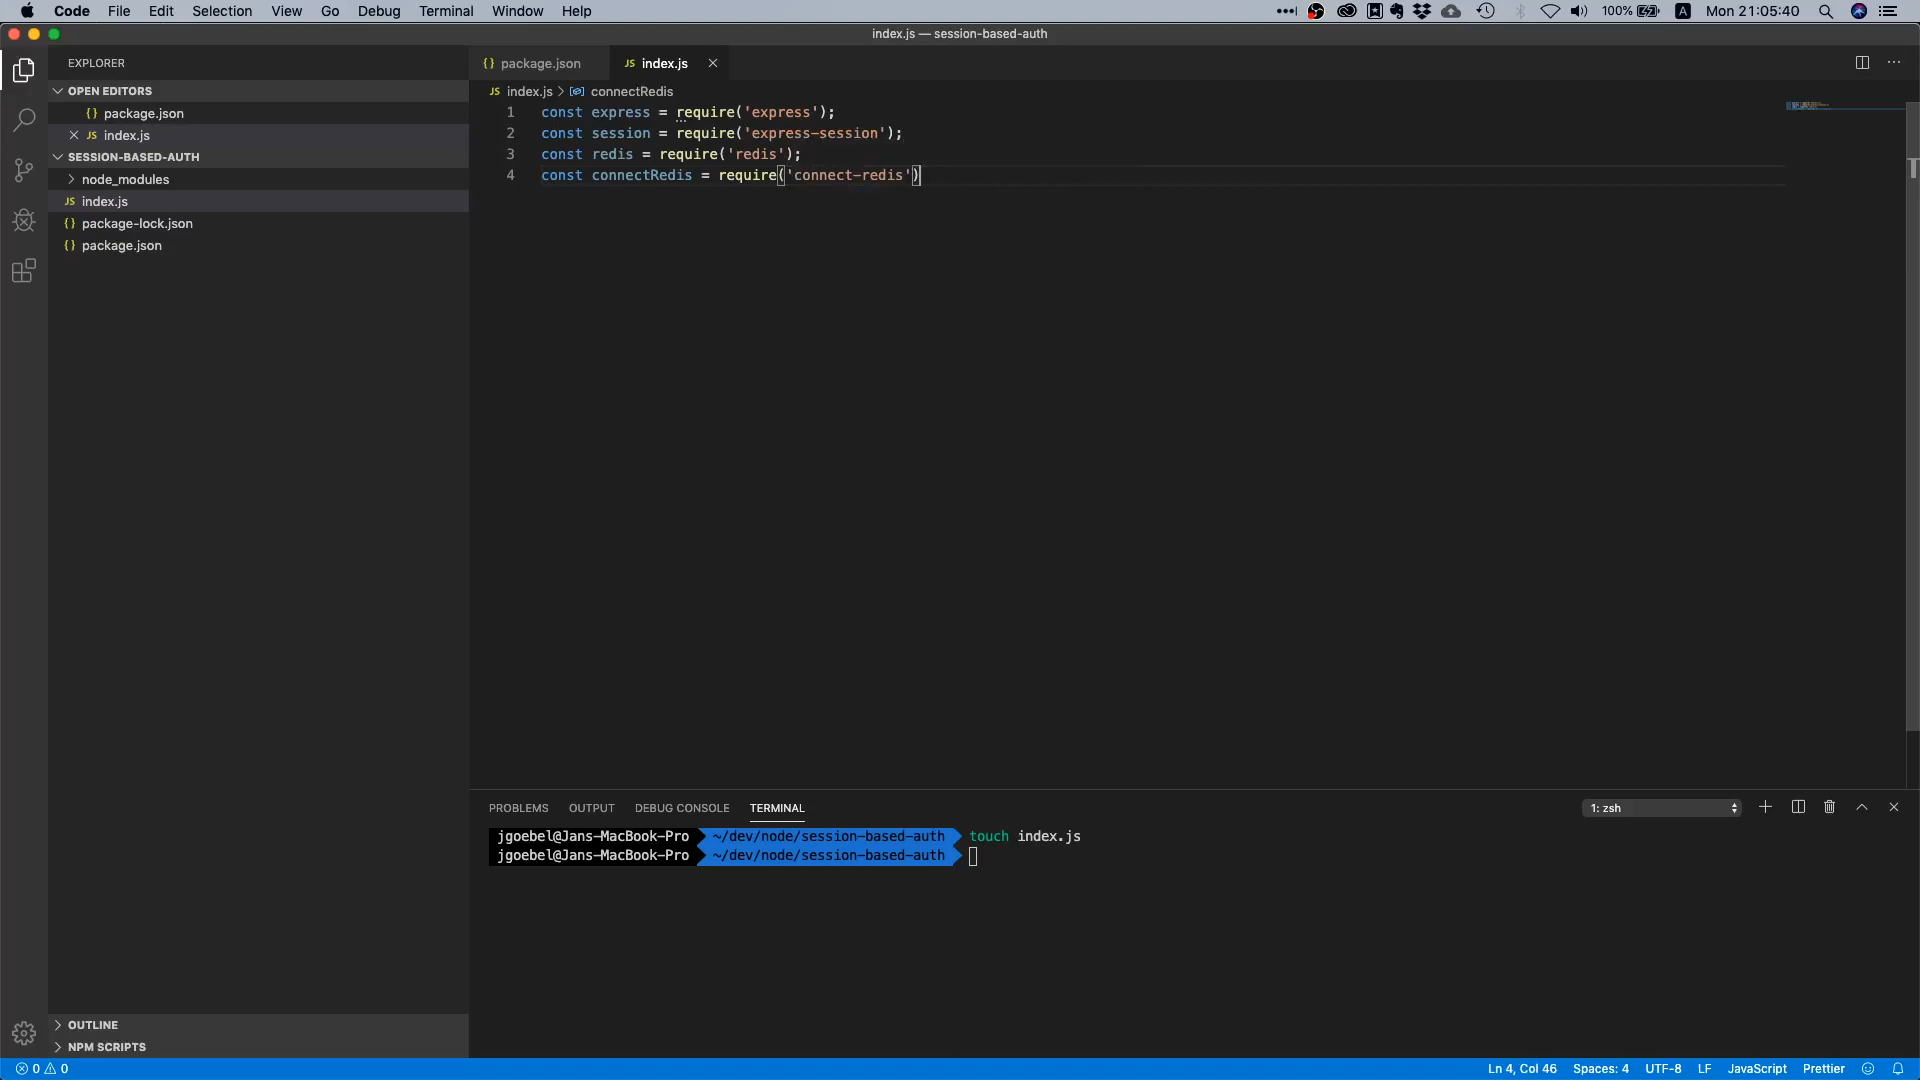 Code File Edit Selection View Go Debug Terminal Window Help 100% A Mon 21:05:40
index.js — session-based-auth
EXPLORER
OPEN EDITORS
{} package.json
JS index.js
SESSION-BASED-AUTH
node_modules
JS index.js
{} package-lock.json
{} package.json
OUTLINE
NPM SCRIPTS
{} package.json JS index.js
JS index.js > connectRedis
1 const express = require('express');
2 const session = require('express-session');
3 const redis = require('redis');
4 const connectRedis = require('connect-redis')
PROBLEMS OUTPUT DEBUG CONSOLE TERMINAL 1: zsh
jgoebel@Jans-MacBook-Pro ~/dev/node/session-based-auth touch index.js
jgoebel@Jans-MacBook-Pro ~/dev/node/session-based-auth
0 0 Ln 4, Col 46 Spaces: 4 UTF-8 LF JavaScript Prettier